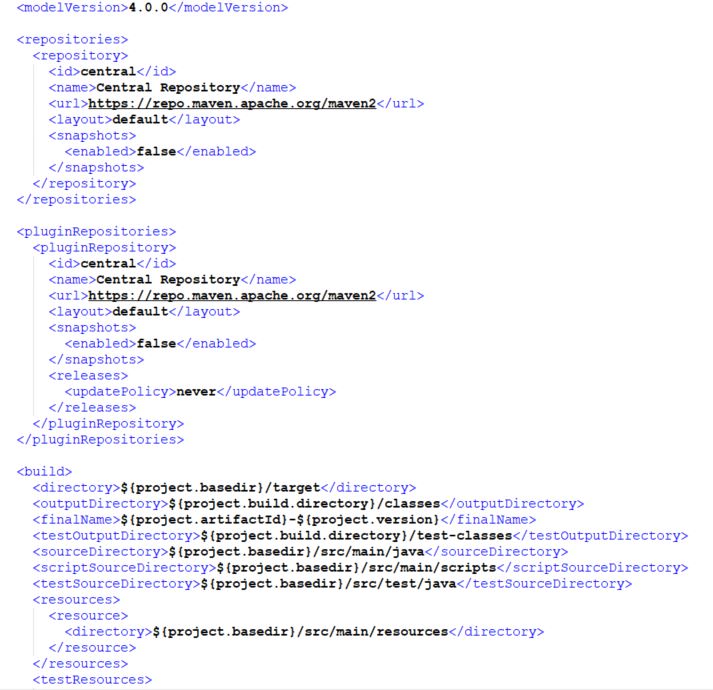 <modelVersion>4.0.0</modelVersion>
<repositories>
<repository>
<id>central</id>
<name>Central Repository</name>
<url>https://repo.maven.apache.org/maven2</url>
<layout>default</layout>
<snapshots>
<enabled>false</enabled>
</snapshots>
</repository>
</repositories>
<pluginRepositories>
<pluginRepository>
<id>central</id>
<name>Central Repository</name>
<url>https://repo.maven.apache.org/maven2</url>
<layout>default</layout>
<snapshots>
<enabled>false</enabled>
</snapshots>
<releases>
<updatePolicy>never</updatePolicy>
</releases>
</pluginRepository>
</pluginRepositories>
<build>
<directory>${project.basedir}/target</directory>
<outputDirectory>${project.build.directory}/classes</outputDirectory>
<finalName>${project.artifactId}-${project.version}</finalName>
<testOutputDirectory>${project.build.directory}/test-classes</testOutputDirectory>
<sourceDirectory>${project.basedir}/src/main/java</sourceDirectory>
<scriptSourceDirectory>${project.basedir}/src/main/scripts</scriptSourceDirectory>
<testSourceDirectory>${project.basedir}/src/test/java</testSourceDirectory>
<resources>
<resource>
<directory>${project.basedir}/src/main/resources</directory>
</resource>
</resources>
<testResources>